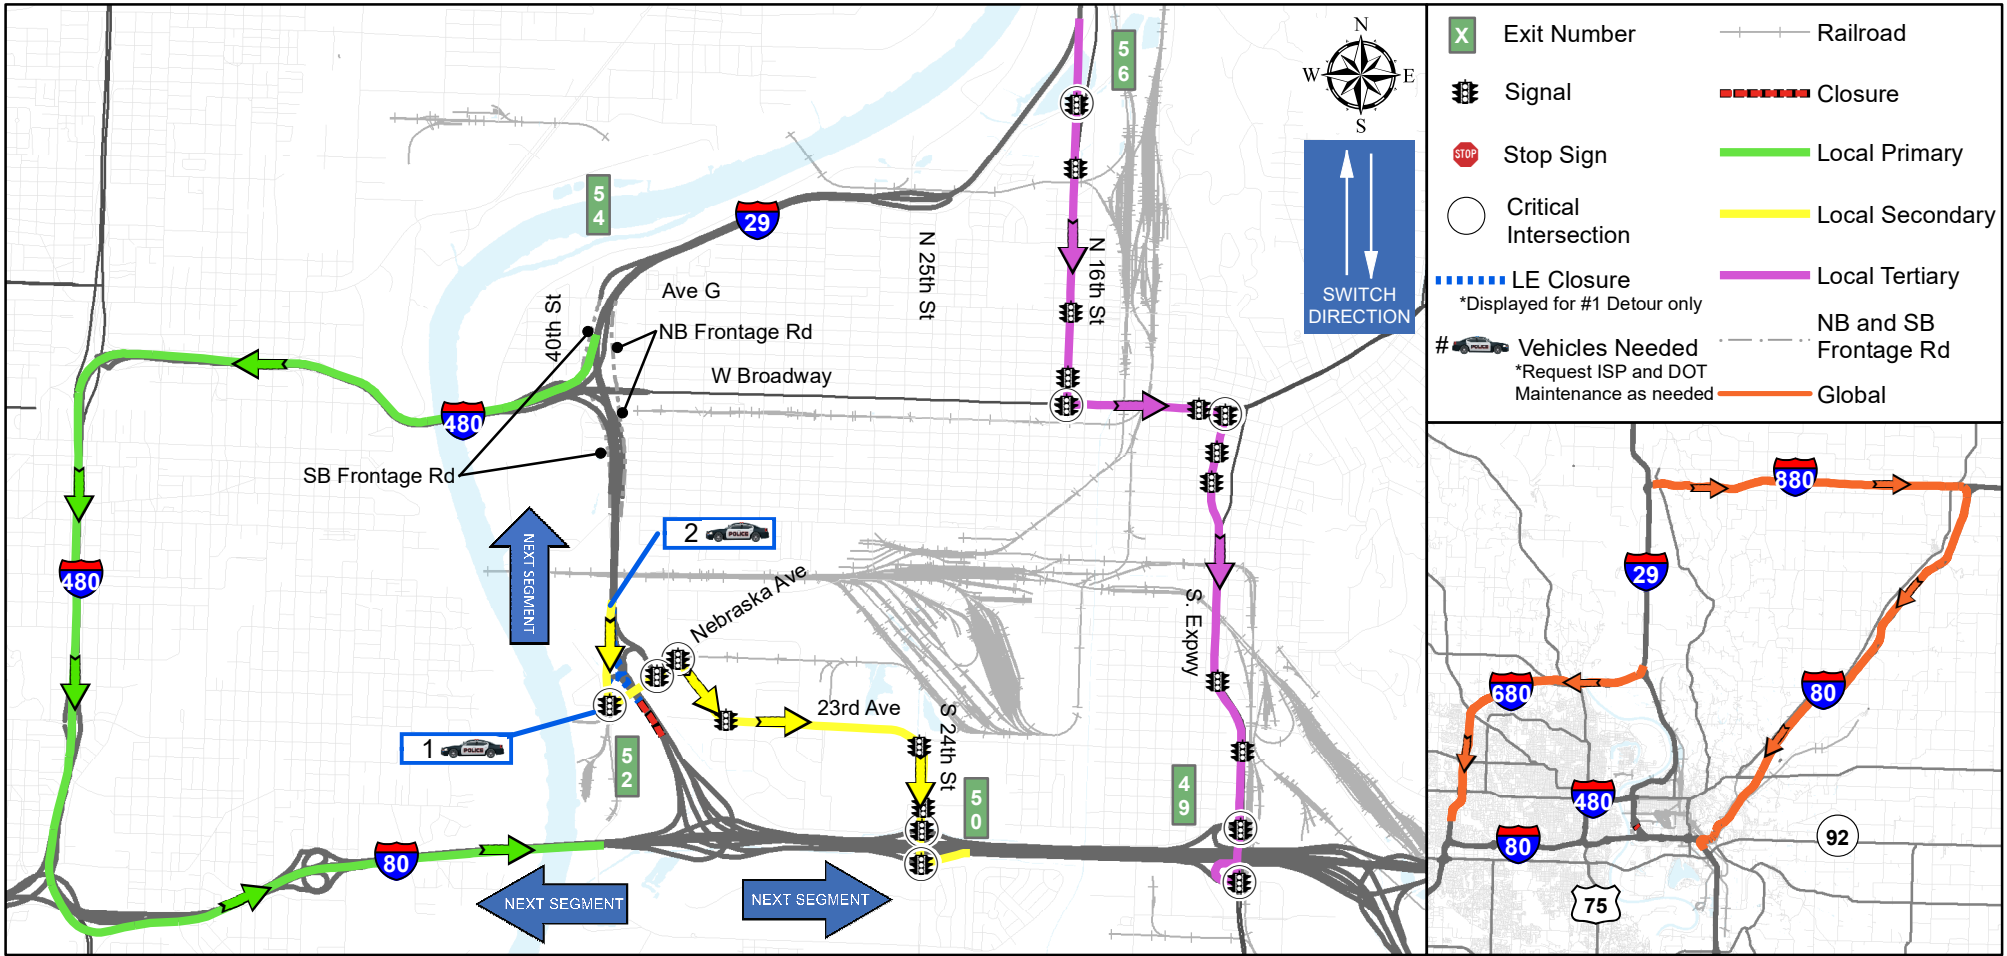 5
6
N
W
E
S
5
4
29
N 25th St
N 16th St
SWITCH
DIRECTION
Ave G
40th St
NB Frontage Rd
W Broadway
480
SB Frontage Rd
NEXT SEGMENT
2
POLICE
480
Nebraska Ave
S. Expwy
23rd Ave
S 24th St
1
POLICE
5
2
5
0
4
9
80
NEXT SEGMENT
NEXT SEGMENT
X
Exit Number
Railroad
Signal
Closure
STOP
Stop Sign
Local Primary
Critical
Intersection
Local Secondary
LE Closure
*Displayed for #1 Detour only
Local Tertiary
#
POLICE
Vehicles Needed
*Request ISP and DOT
Maintenance as needed
NB and SB
Frontage Rd
Global
880
29
680
80
480
80
92
75